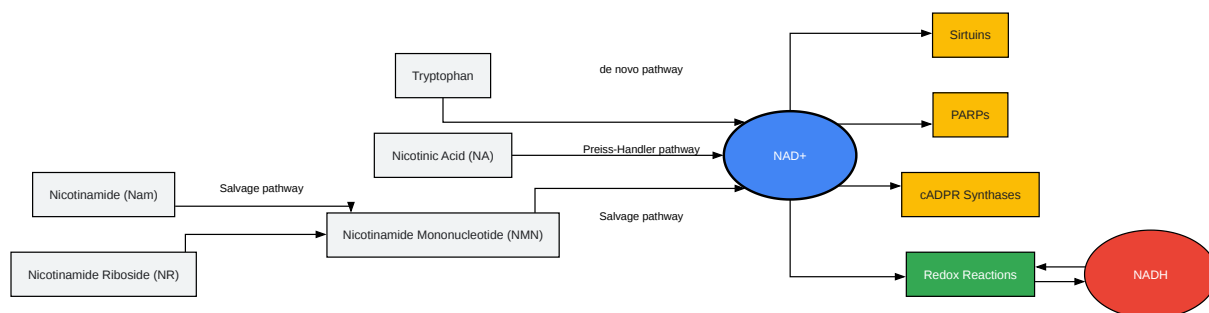 Sirtuins
Tryptophan
de novo pathway
PARPs
Nicotinic Acid (NA)
Preiss-Handler pathway
NAD+
Nicotinamide (Nam)
Salvage pathway
cADPR Synthases
Nicotinamide Mononucleotide (NMN)
Salvage pathway
Nicotinamide Riboside (NR)
Redox Reactions
NADH